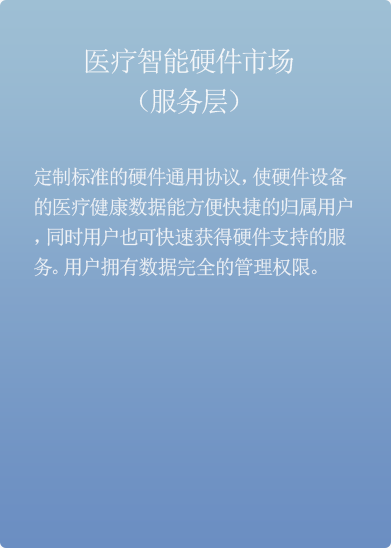 医疗智能硬件市场
（服务层）
定制标准的硬件通用协议，使硬件设备
的医疗健康数据能方便快捷的归属用户
，同时用户也可快速获得硬件支持的服
务。用户拥有数据完全的管理权限。